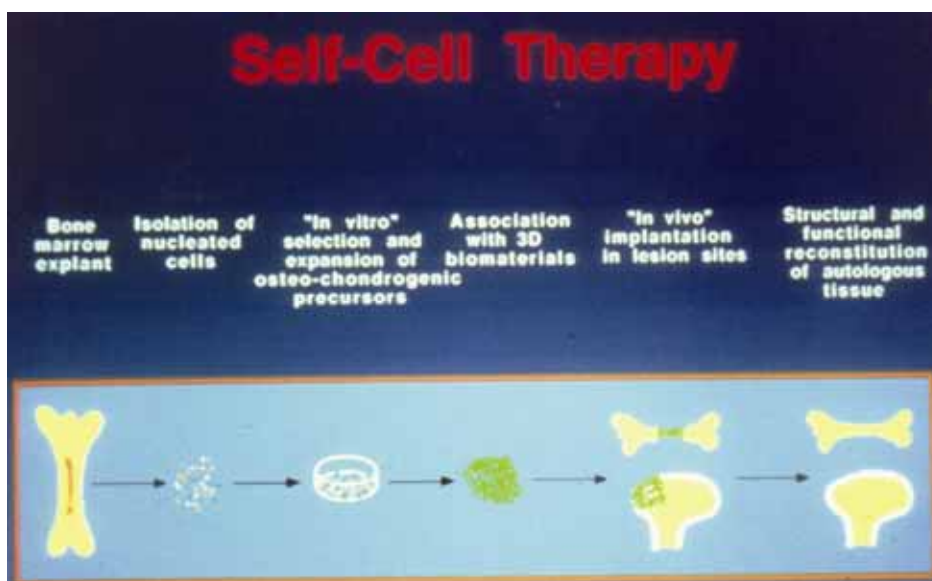 Self-Cell Therapy
Bone
marrow
explant
Isolation of
nucleated
cells
"In vitro"
selection and
expansion of
osteo-chondrogenic
precursors
Association
with 3D
biomaterials
"In vivo"
implantation
in lesion sites
Structural and
functional
reconstitution
of autologous
tissue